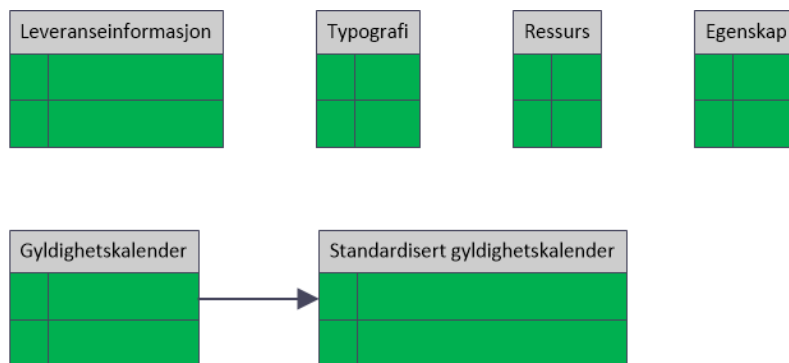 Leveranseinformasjon
Typografi
Ressurs
Egenskap
Gyldighetskalender
Standardisert gyldighetskalender